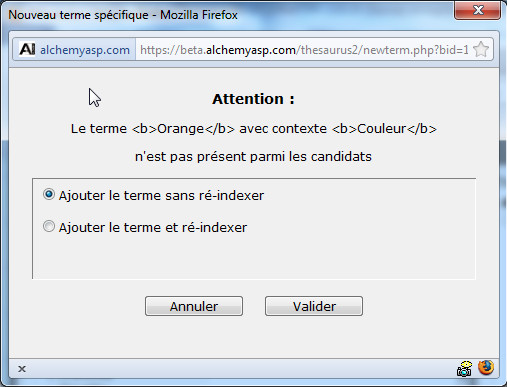 Nouveau terme spécifique - Mozilla Firefox
AI alchemyasp.com https://beta.alchemyasp.com/thesaurus2/newterm.php?bid=1
Attention :
Le terme <b>Orange</b> avec contexte <b>Couleur</b>
n'est pas présent parmi les candidats
Ajouter le terme sans ré-indexer
Ajouter le terme et ré-indexer
Annuler Valider